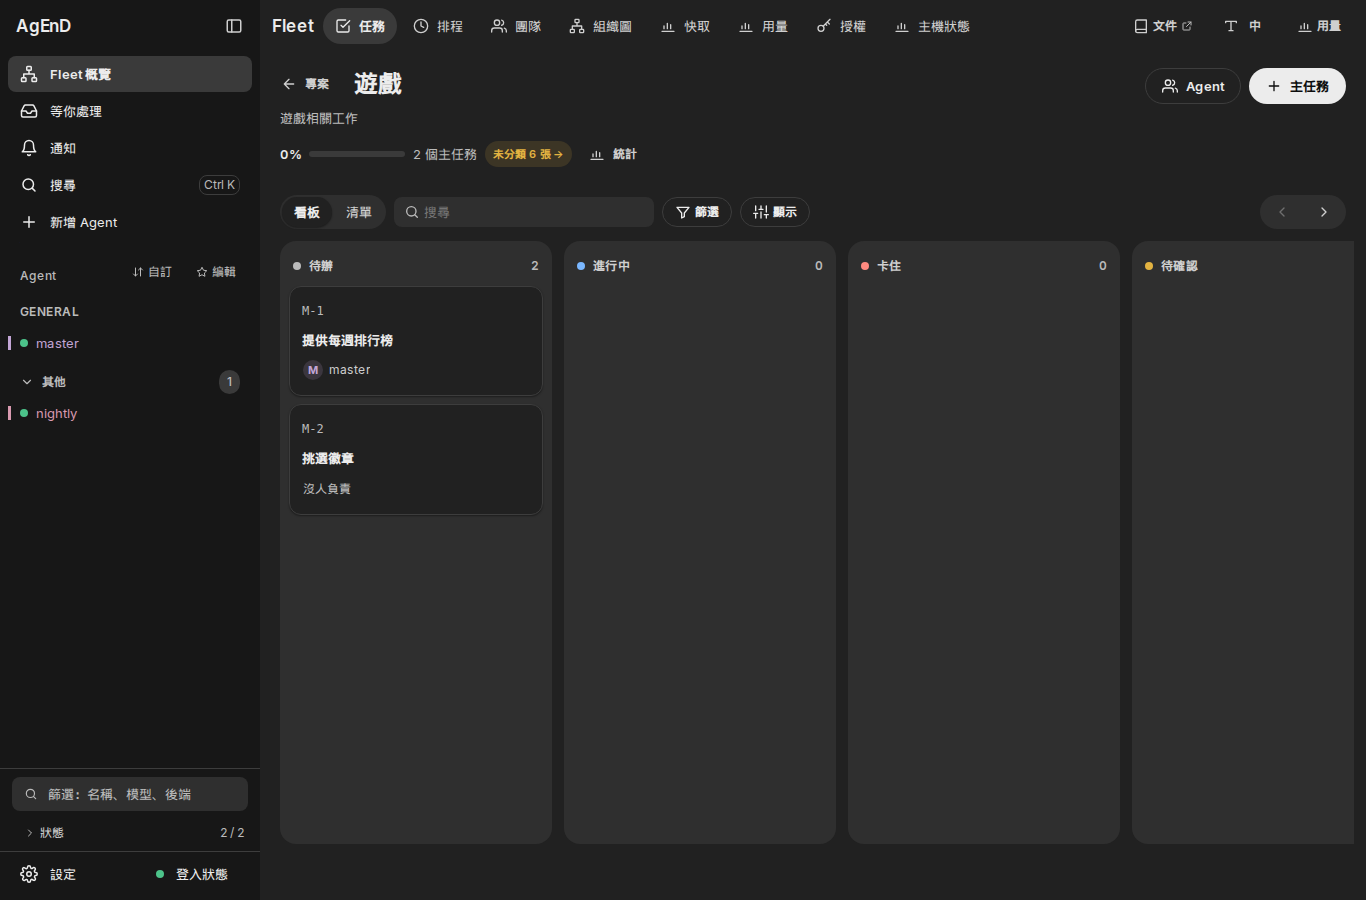 AgEnD
Fleet 概覽
等你處理
通知
搜尋 Ctrl K
新增 Agent
Agent 自訂 編輯
GENERAL
master
其他 1
nightly
篩選：名稱、模型、後端
狀態 2 / 2
設定 登入狀態
Fleet 任務 排程 團隊 組織圖 快取 用量 授權 主機狀態 文件 中 用量
專案 遊戲 Agent 主任務
遊戲相關工作
0% 2 個主任務 未分類 6 張 → 統計
看板 清單 搜尋 篩選 顯示
待辦 2
M-1
提供每週排行榜
M master
M-2
挑選徽章
沒人負責
進行中 0
卡住 0
待確認